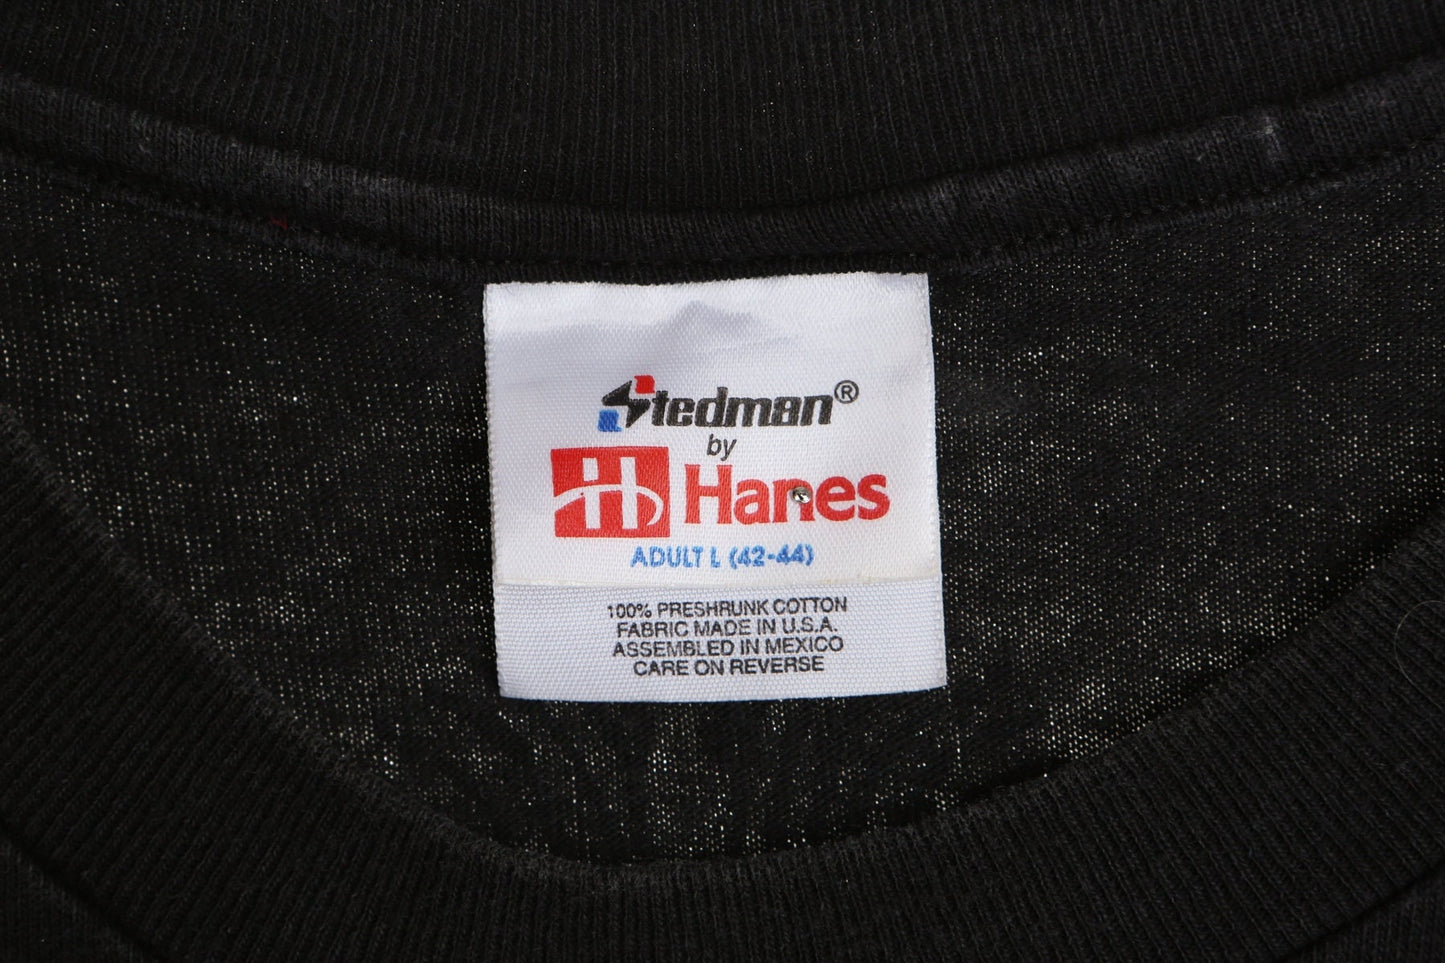 Stedman®
by
Hanes
ADULT L (42-44)
100% PRESHRUNK COTTON
FABRIC MADE IN U.S.A.
ASSEMBLED IN MEXICO
CARE ON REVERSE